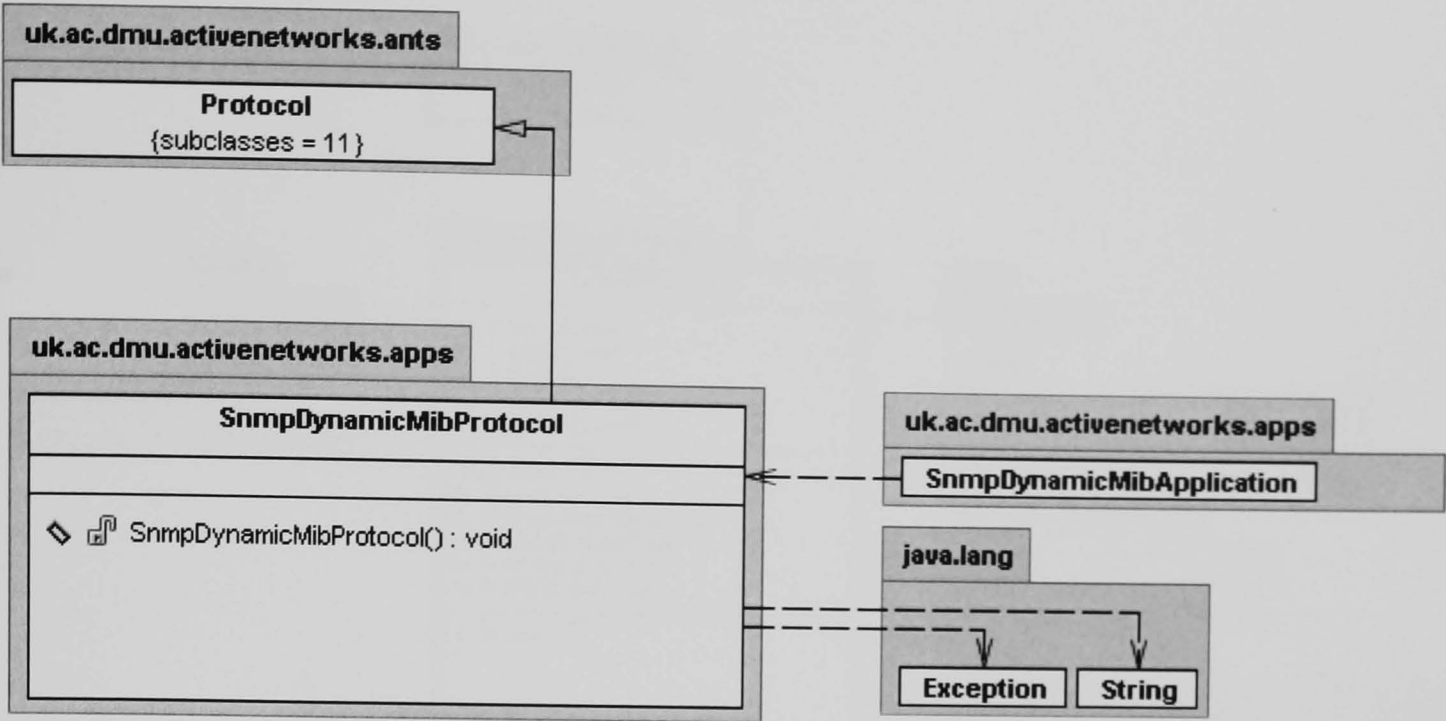 uk.ac.dmu.activenetworks.ants
Protocol
{subclasses = 11}
uk.ac.dmu.activenetworks.apps
SnmpDynamicMibProtocol
SnmpDynamicMibProtocol() : void
uk.ac.dmu.activenetworks.apps
SnmpDynamicMibApplication
java.lang
Exception
String